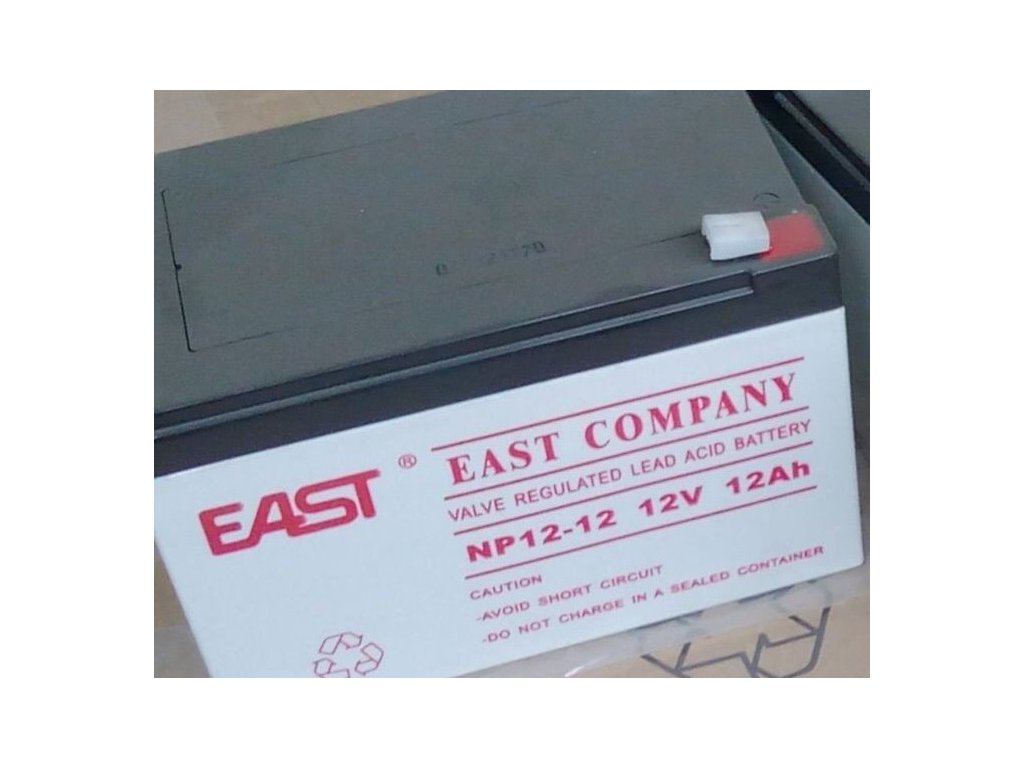 EAST ®
EAST COMPANY
VALVE REGULATED LEAD ACID BATTERY
NP12-12 12V 12Ah
CAUTION
-AVOID SHORT CIRCUIT
-DO NOT CHARGE IN A SEALED CONTAINER